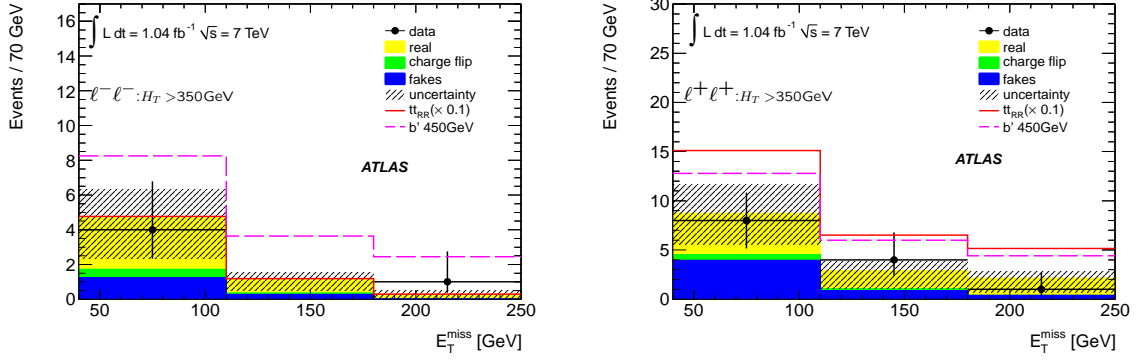 Events / 70 GeV
16
14
12
10
8
6
4
2
0
∫ L dt = 1.04 fb⁻¹ √s = 7 TeV
ℓ⁻ℓ⁻ : H_T >350GeV
data
real
charge flip
fakes
uncertainty
tt_RR(× 0.1)
b' 450GeV
ATLAS
50 100 150 200 250
E_T^miss [GeV]
Events / 70 GeV
30
25
20
15
10
5
0
∫ L dt = 1.04 fb⁻¹ √s = 7 TeV
ℓ⁺ℓ⁺ : H_T >350GeV
data
real
charge flip
fakes
uncertainty
tt_RR(× 0.1)
b' 450GeV
ATLAS
50 100 150 200 250
E_T^miss [GeV]